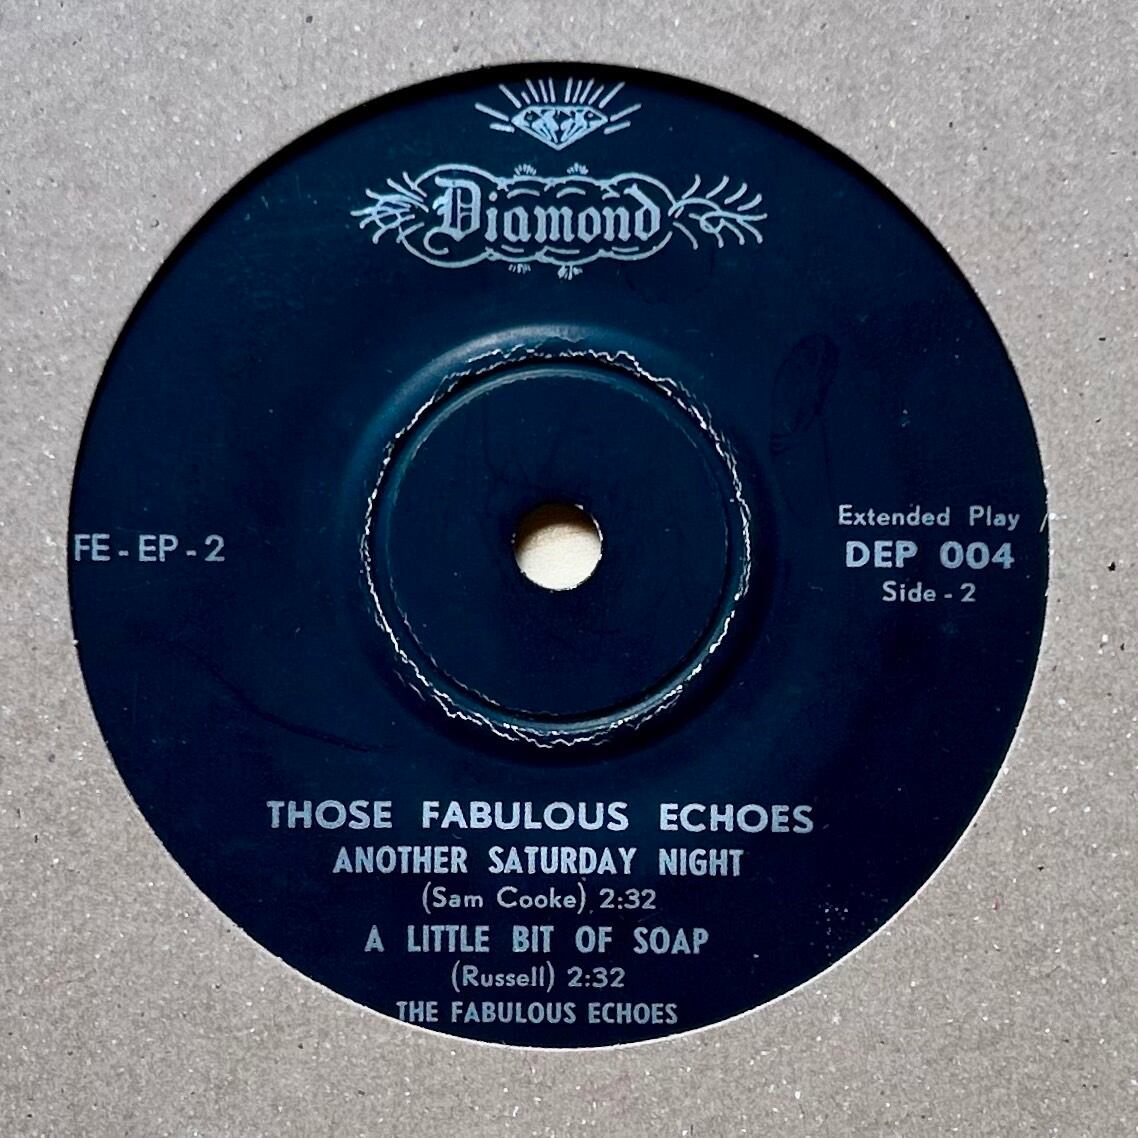 Diamond
FE - EP - 2
Extended Play
DEP 004
Side - 2
THOSE FABULOUS ECHOES
ANOTHER SATURDAY NIGHT
(Sam Cooke) 2:32
A LITTLE BIT OF SOAP
(Russell) 2:32
THE FABULOUS ECHOES